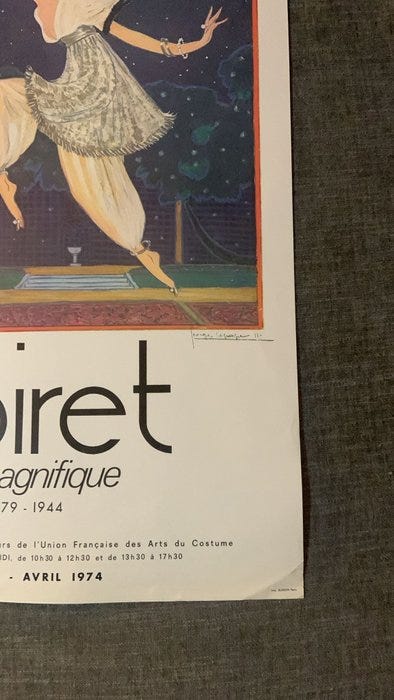 oiret
agnifique
79 - 1944
rs de l'Union Française des Arts du Costume
DI, de 10h30 à 12h30 et de 13h30 à 17h30
- AVRIL 1974